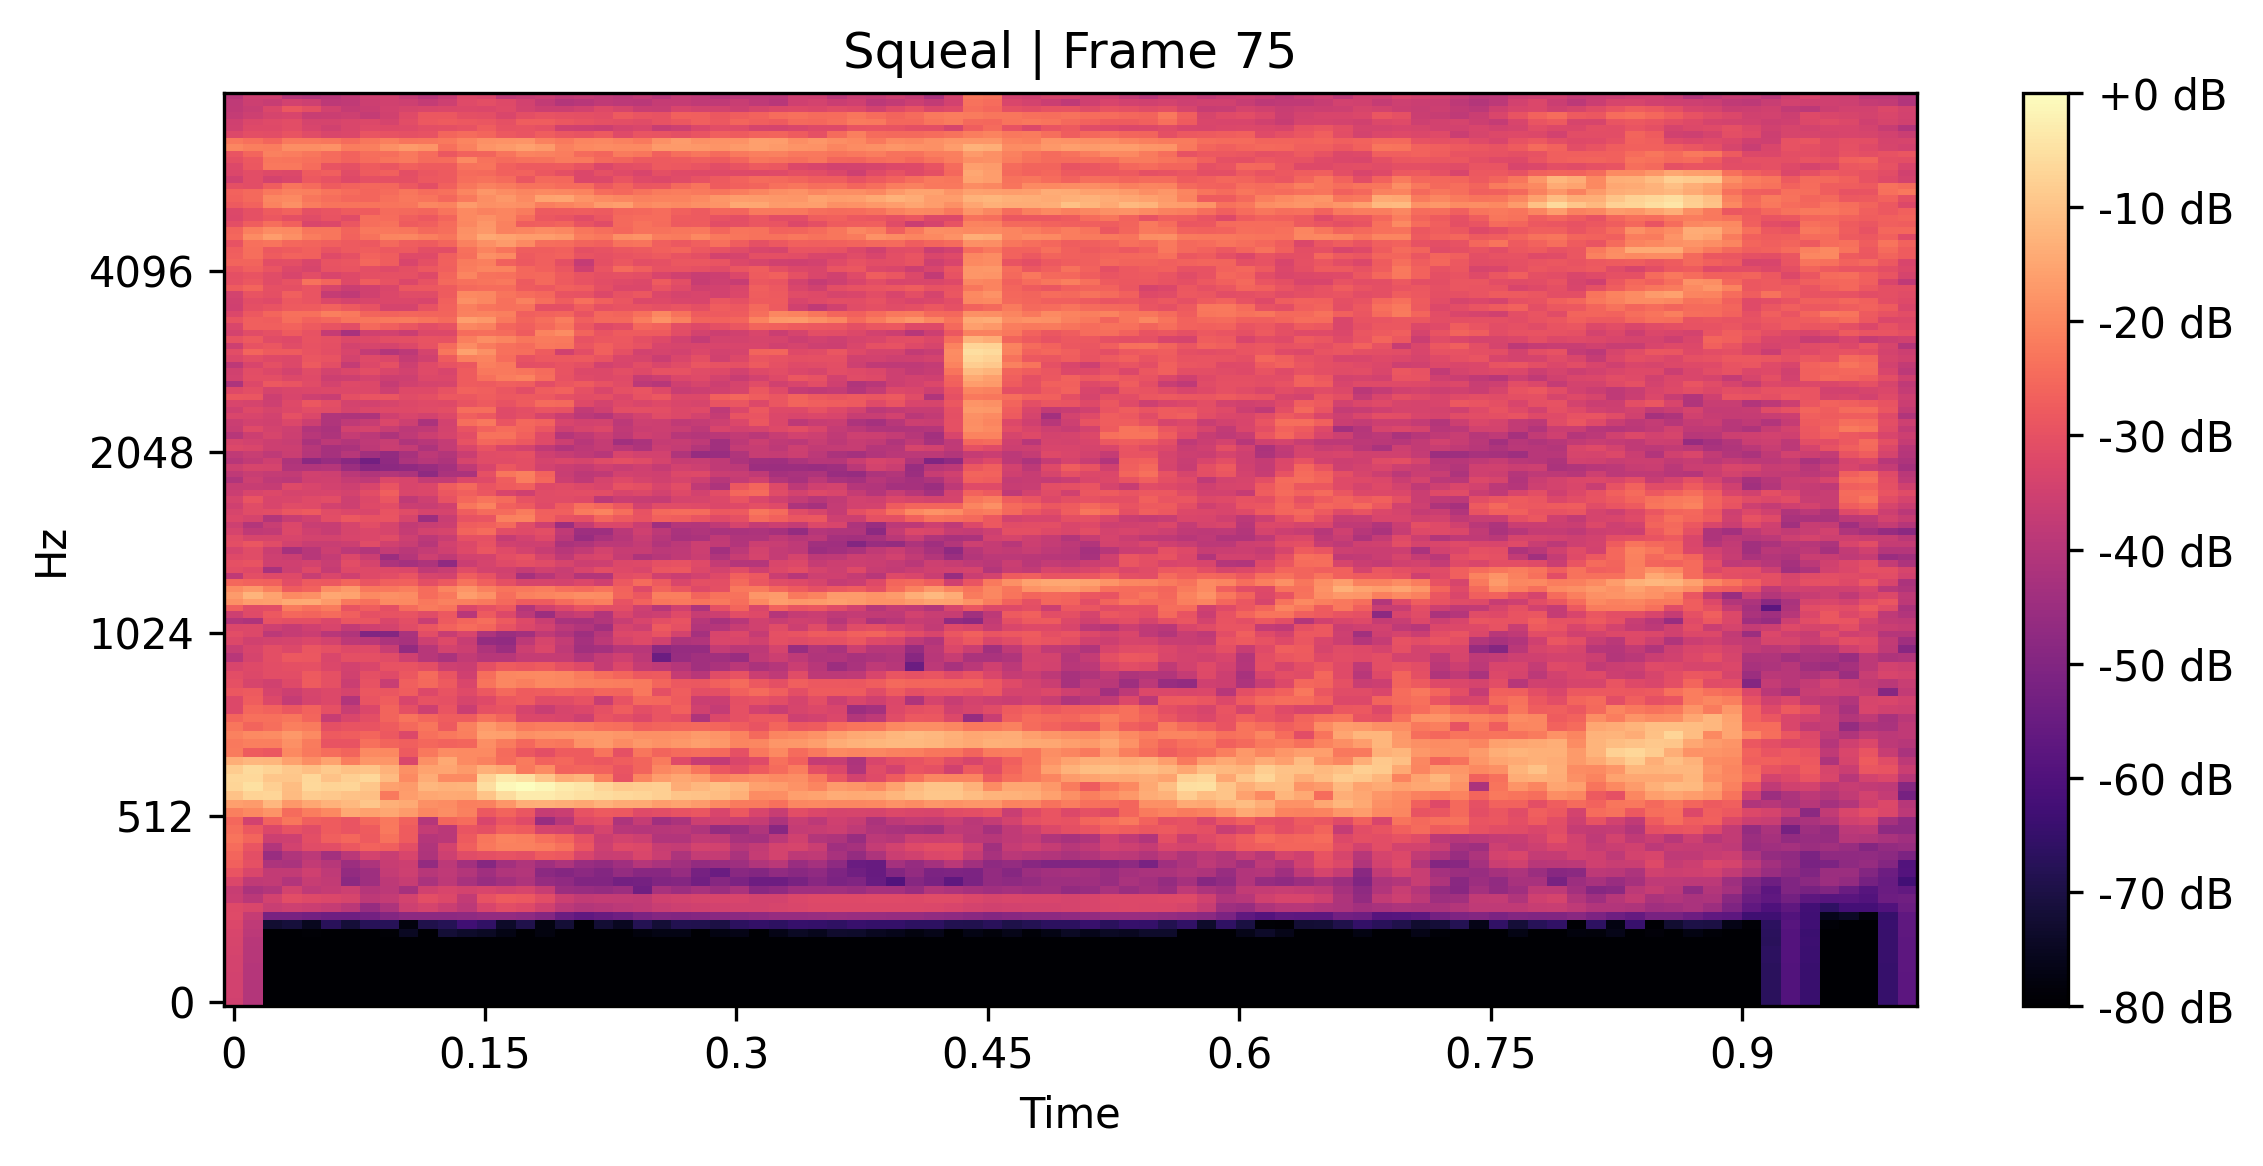 Squeal | Frame 75
Hz
4096
2048
1024
512
0
0 0.15 0.3 0.45 0.6 0.75 0.9
Time
+0 dB
-10 dB
-20 dB
-30 dB
-40 dB
-50 dB
-60 dB
-70 dB
-80 dB